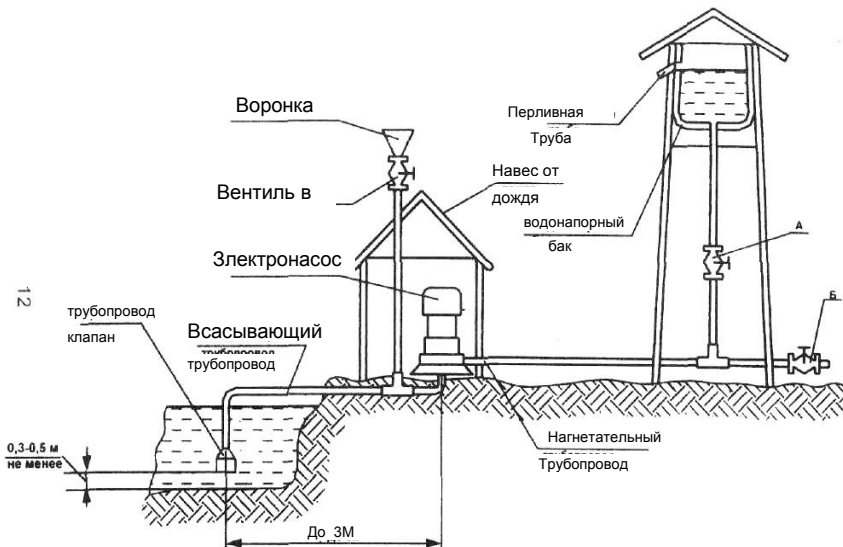 Воронка
Вентиль в
Электронасос
трубопровод
клапан
Всасывающий
трубопровод
трубопровод
0,3-0,5 м
не менее
До 3М
12
Навес от
дождя
Перливная
Труба
водонапорный
бак
А
Б
Нагнетательный
Трубопровод